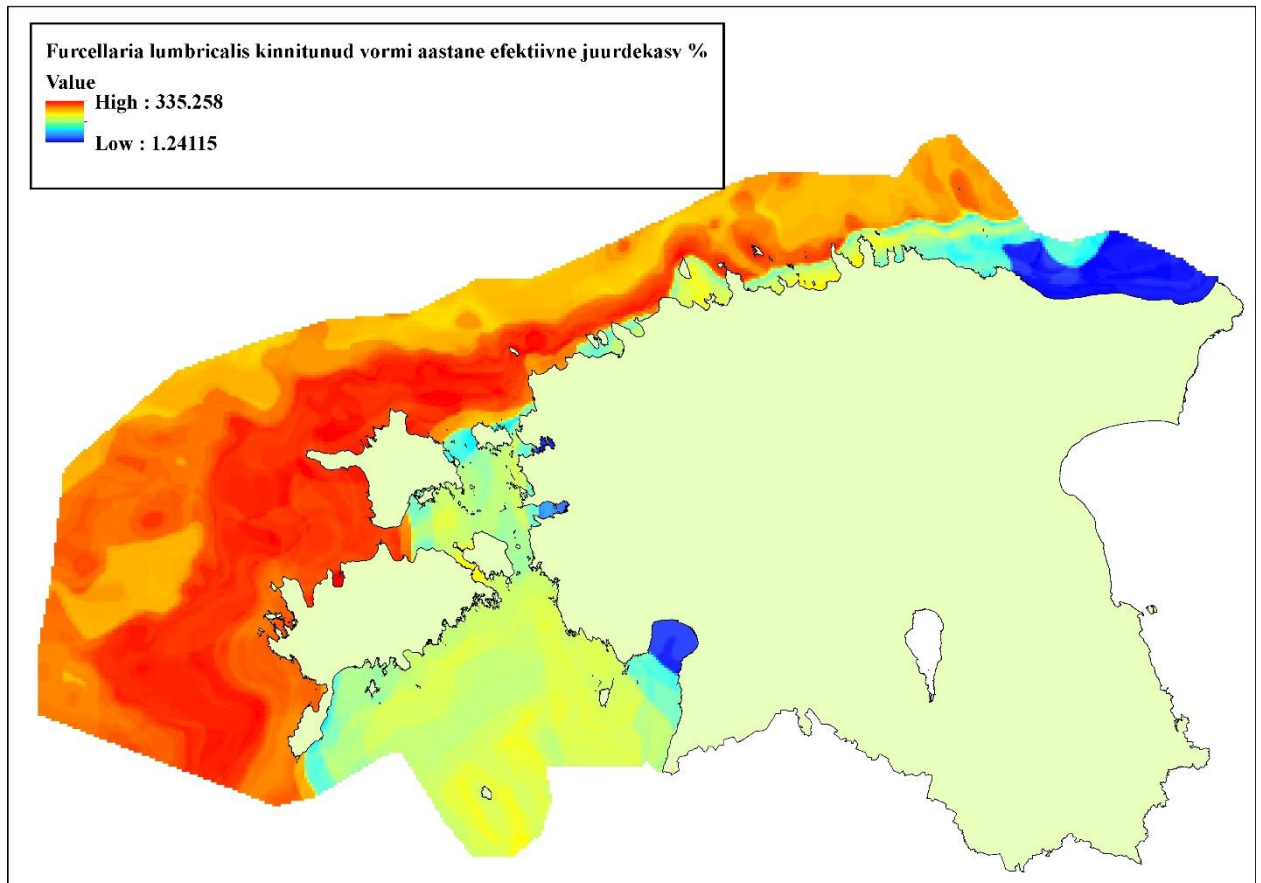 Furcellaria lumbricalis kinnitunud vormi aastane efektiivne juurdekasv %
Value
High : 335.258
Low : 1.24115